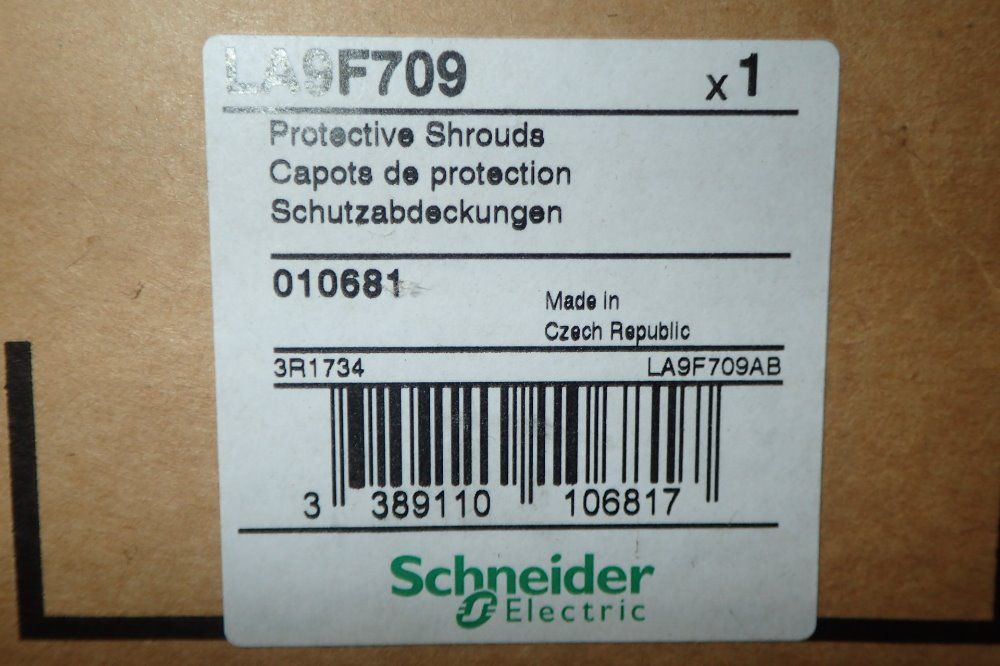 LA9F709 x 1
Protective Shrouds
Capots de protection
Schutzabdeckungen
010681
Made in
Czech Republic
3R1734 LA9F709AB
3 389110 106817
Schneider
Electric